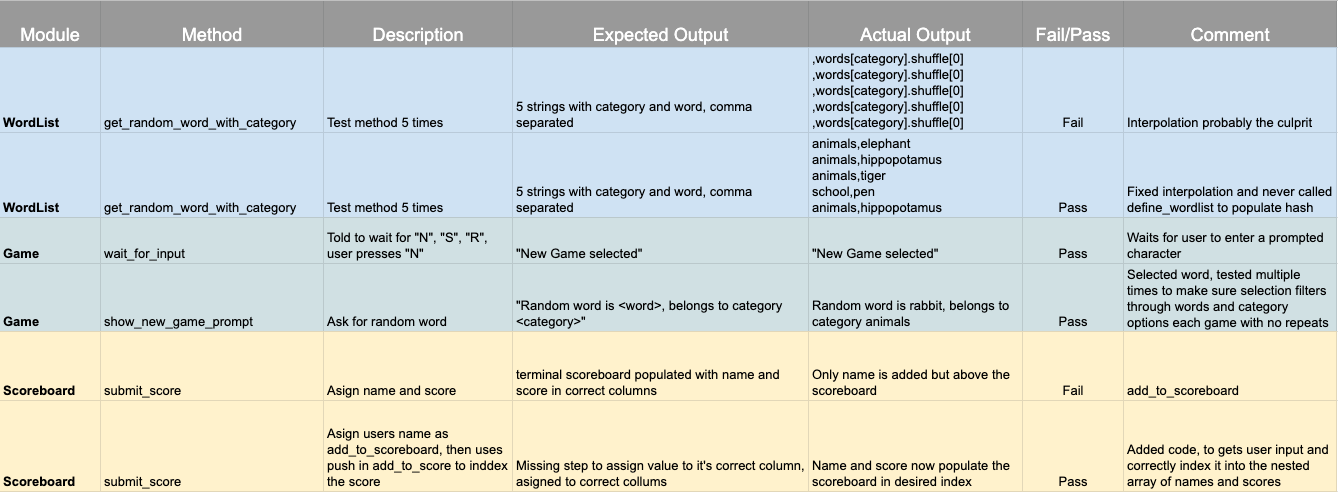 Module Method Description Expected Output Actual Output Fail/Pass Comment
,words[category].shuffle[0]
,words[category].shuffle[0]
,words[category].shuffle[0]
5 strings with category and word, comma ,words[category].shuffle[0]
WordList get_random_word_with_category Test method 5 times separated ,words[category].shuffle[0] Fail Interpolation probably the culprit
animals,elephant
animals,hippopotamus
animals,tiger
5 strings with category and word, comma school,pen Fixed interpolation and never called
WordList get_random_word_with_category Test method 5 times separated animals,hippopotamus Pass define_wordlist to populate hash
Told to wait for "N", "S", "R", Waits for user to enter a prompted
Game wait_for_input user presses "N" "New Game selected" "New Game selected" Pass character
Selected word, tested multiple
times to make sure selection filters
"Random word is <word>, belongs to category Random word is rabbit, belongs to through words and category
Game show_new_game_prompt Ask for random word <category>" category animals Pass options each game with no repeats
terminal scoreboard populated with name and Only name is added but above the
Scoreboard submit_score Asign name and score score in correct columns scoreboard Fail add_to_scoreboard
Asign users name as
add_to_scoreboard, then uses Added code, to gets user input and
push in add_to_score to inddex Missing step to assign value to it's correct column, Name and score now populate the correctly index it into the nested
Scoreboard submit_score the score asigned to correct collums scoreboard in desired index Pass array of names and scores